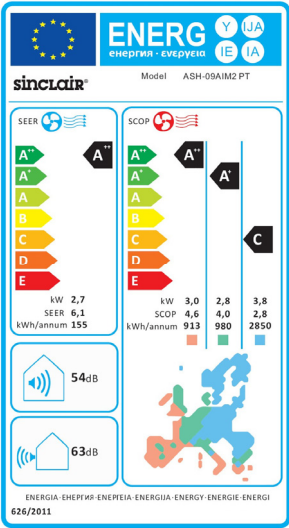 ENERG
Y IJA
IE IA
енергия · ενεργεια
sinclair®
Model ASH-09AIM2 PT
SEER
SCOP
A++ A++
A+
A
B
C
D
E
A++ A++
A+ A+
A
B
C C
D
E
kW 2,7
SEER 6,1
kWh/annum 155
kW 3,0 2,8 3,8
SCOP 4,6 4,0 2,8
kWh/annum 913 980 2850
54dB
63dB
ENERGIA·ЕНЕРГИЯ·ΕΝΕΡΓΕΙΑ·ENERGIJA·ENERGY·ENERGIE·ENERGI
626/2011